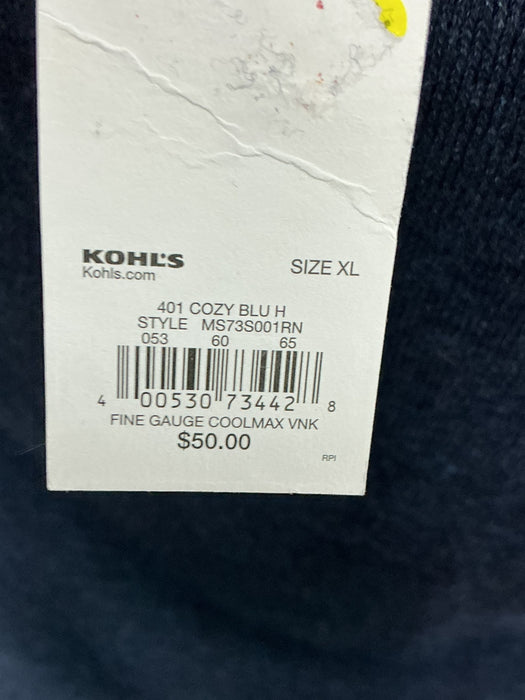 KOHL'S
Kohls.com
SIZE XL
401 COZY BLU H
STYLE MS73S001RN
053 60 65
4 00530 73442 8
FINE GAUGE COOLMAX VNK
$50.00
RPI